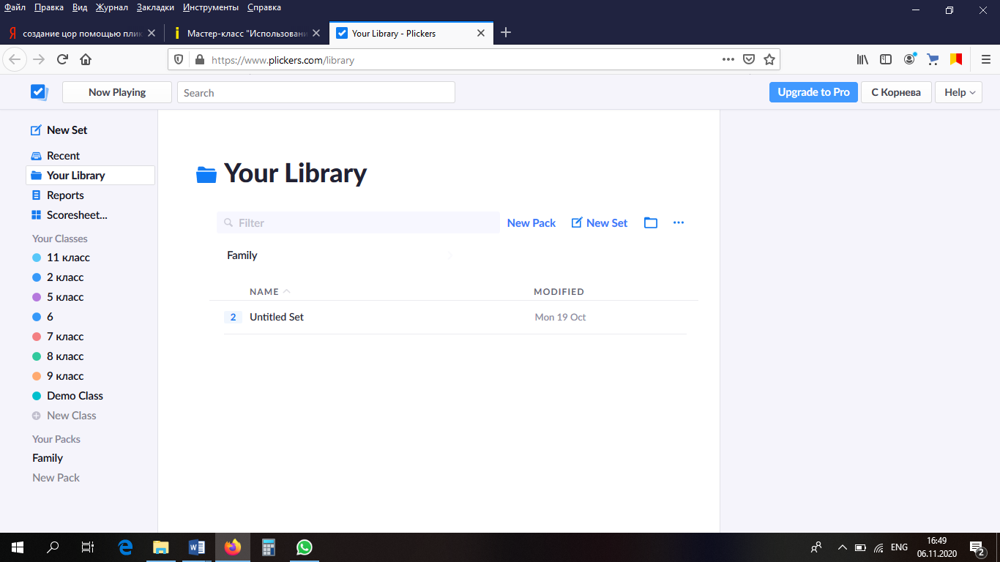 Файл Правка Вид Журнал Закладки Инструменты Справка
создание цор помощью плик
Мастер-класс "Использовани
Your Library - Plickers
https://www.plickers.com/library
Now Playing
Search
Upgrade to Pro
С Корнева
Help
New Set
Recent
Your Library
Reports
Scoresheet...
Your Classes
11 класс
2 класс
5 класс
6
7 класс
8 класс
9 класс
Demo Class
New Class
Your Packs
Family
New Pack
Your Library
Filter
New Pack
New Set
Family
NAME MODIFIED
2 Untitled Set Mon 19 Oct
ENG
16:49
06.11.2020
2